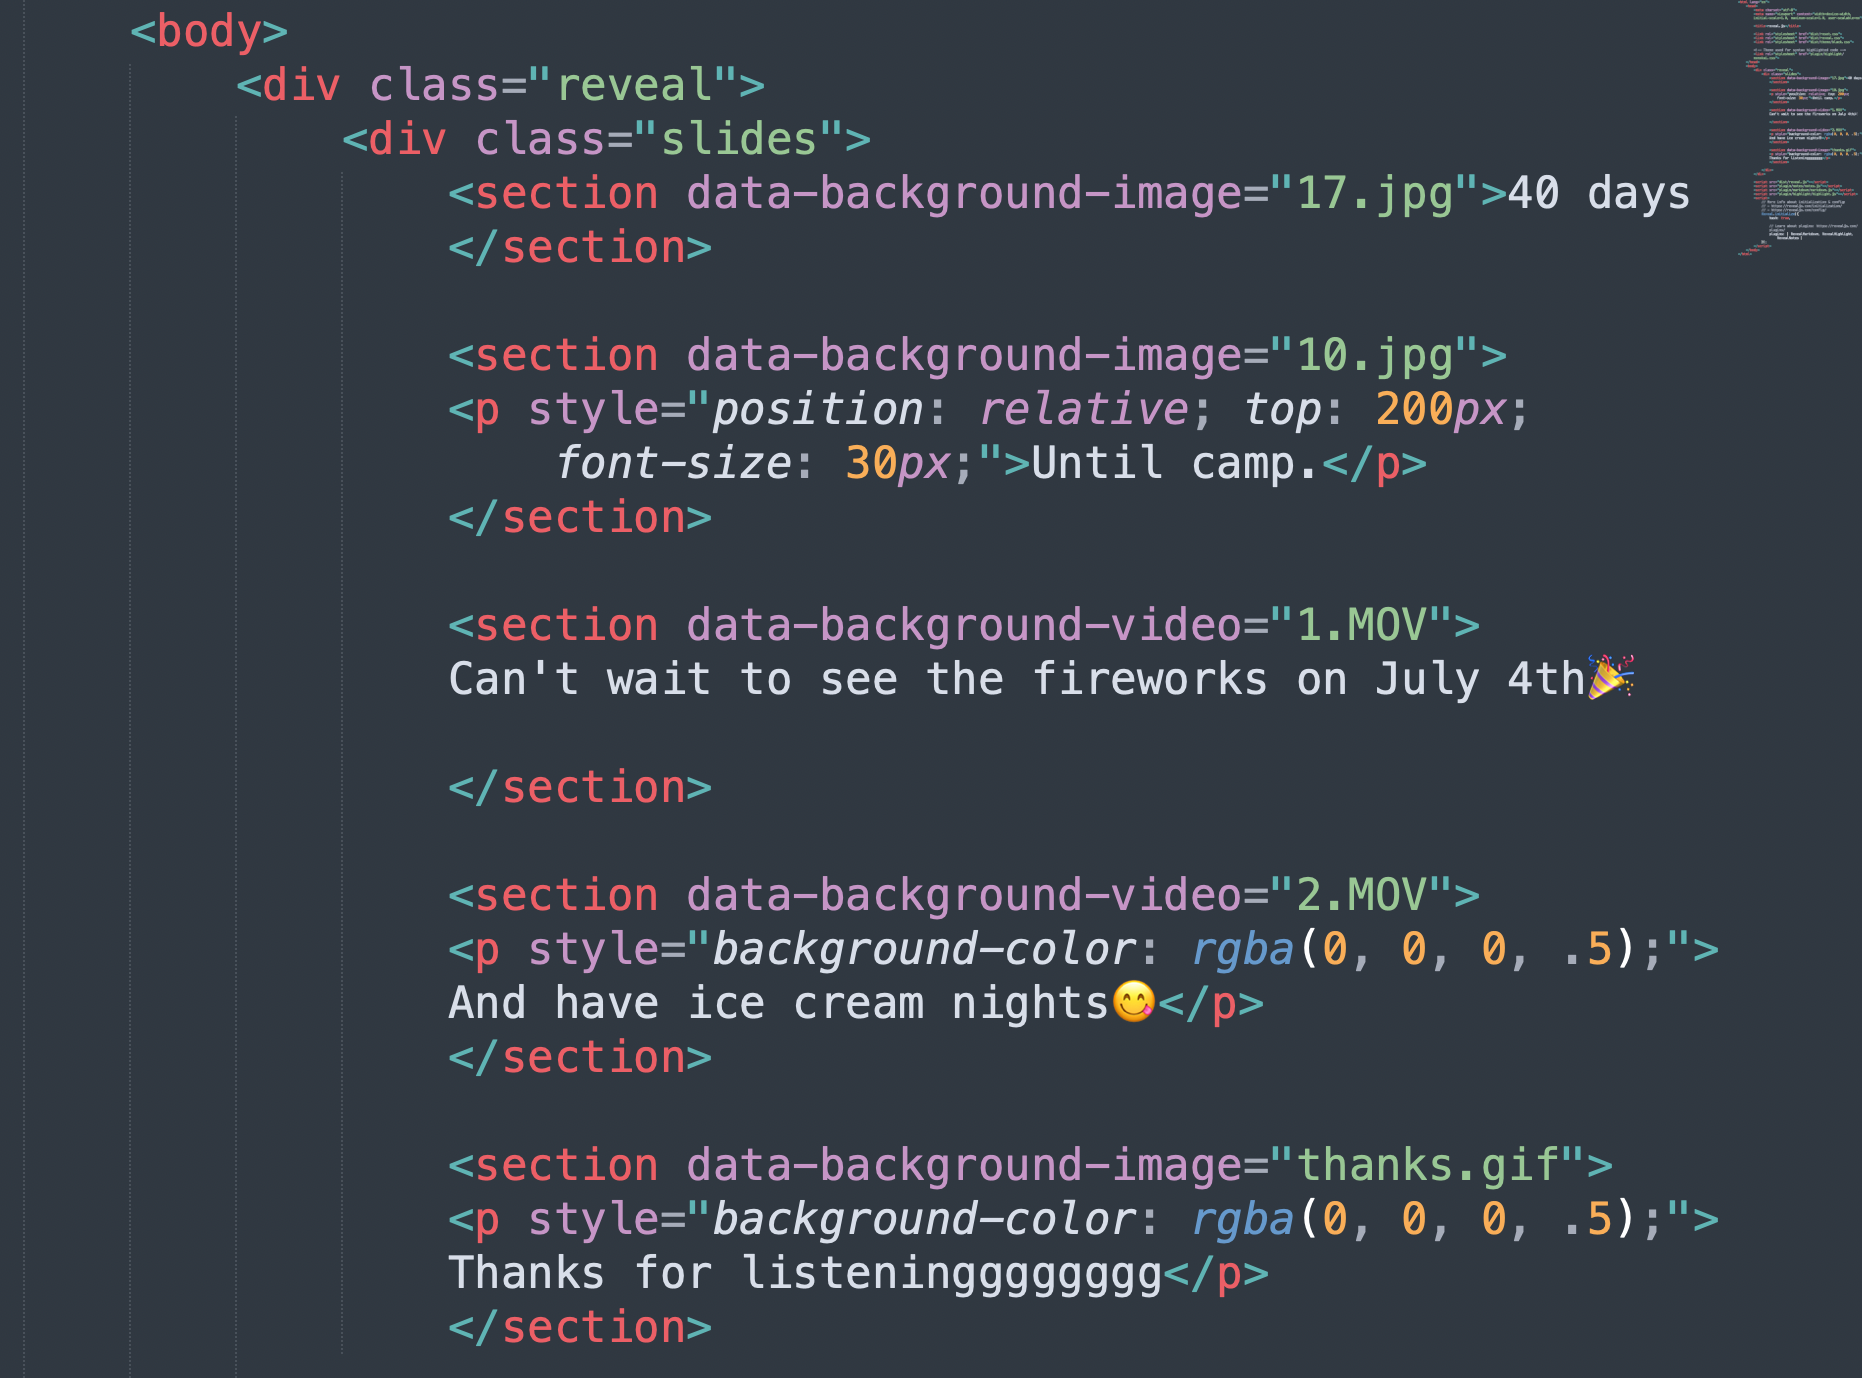 <body>
<div class="reveal">
<div class="slides">
<section data-background-image="17.jpg">40 days
</section>
<section data-background-image="10.jpg">
<p style="position: relative; top: 200px;
font-size: 30px;">Until camp.</p>
</section>
<section data-background-video="1.MOV">
Can't wait to see the fireworks on July 4th🎉
</section>
<section data-background-video="2.MOV">
<p style="background-color: rgba(0, 0, 0, .5);">
And have ice cream nights😋</p>
</section>
<section data-background-image="thanks.gif">
<p style="background-color: rgba(0, 0, 0, .5);">
Thanks for listeningggggggg</p>
</section>